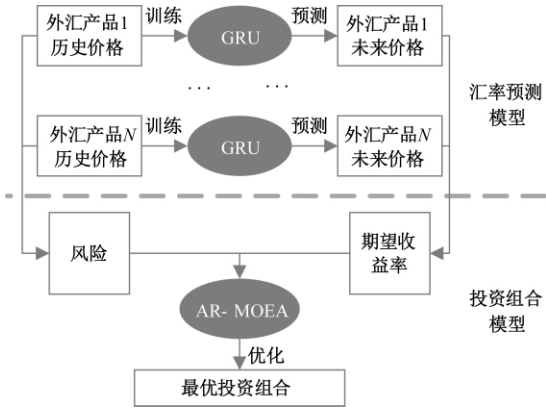 外汇产品1
历史价格
训练
GRU
预测
外汇产品1
未来价格
... ...
汇率预测
模型
外汇产品N
历史价格
训练
GRU
预测
外汇产品N
未来价格
风险
期望收
益率
AR- MOEA
投资组合
模型
优化
最优投资组合